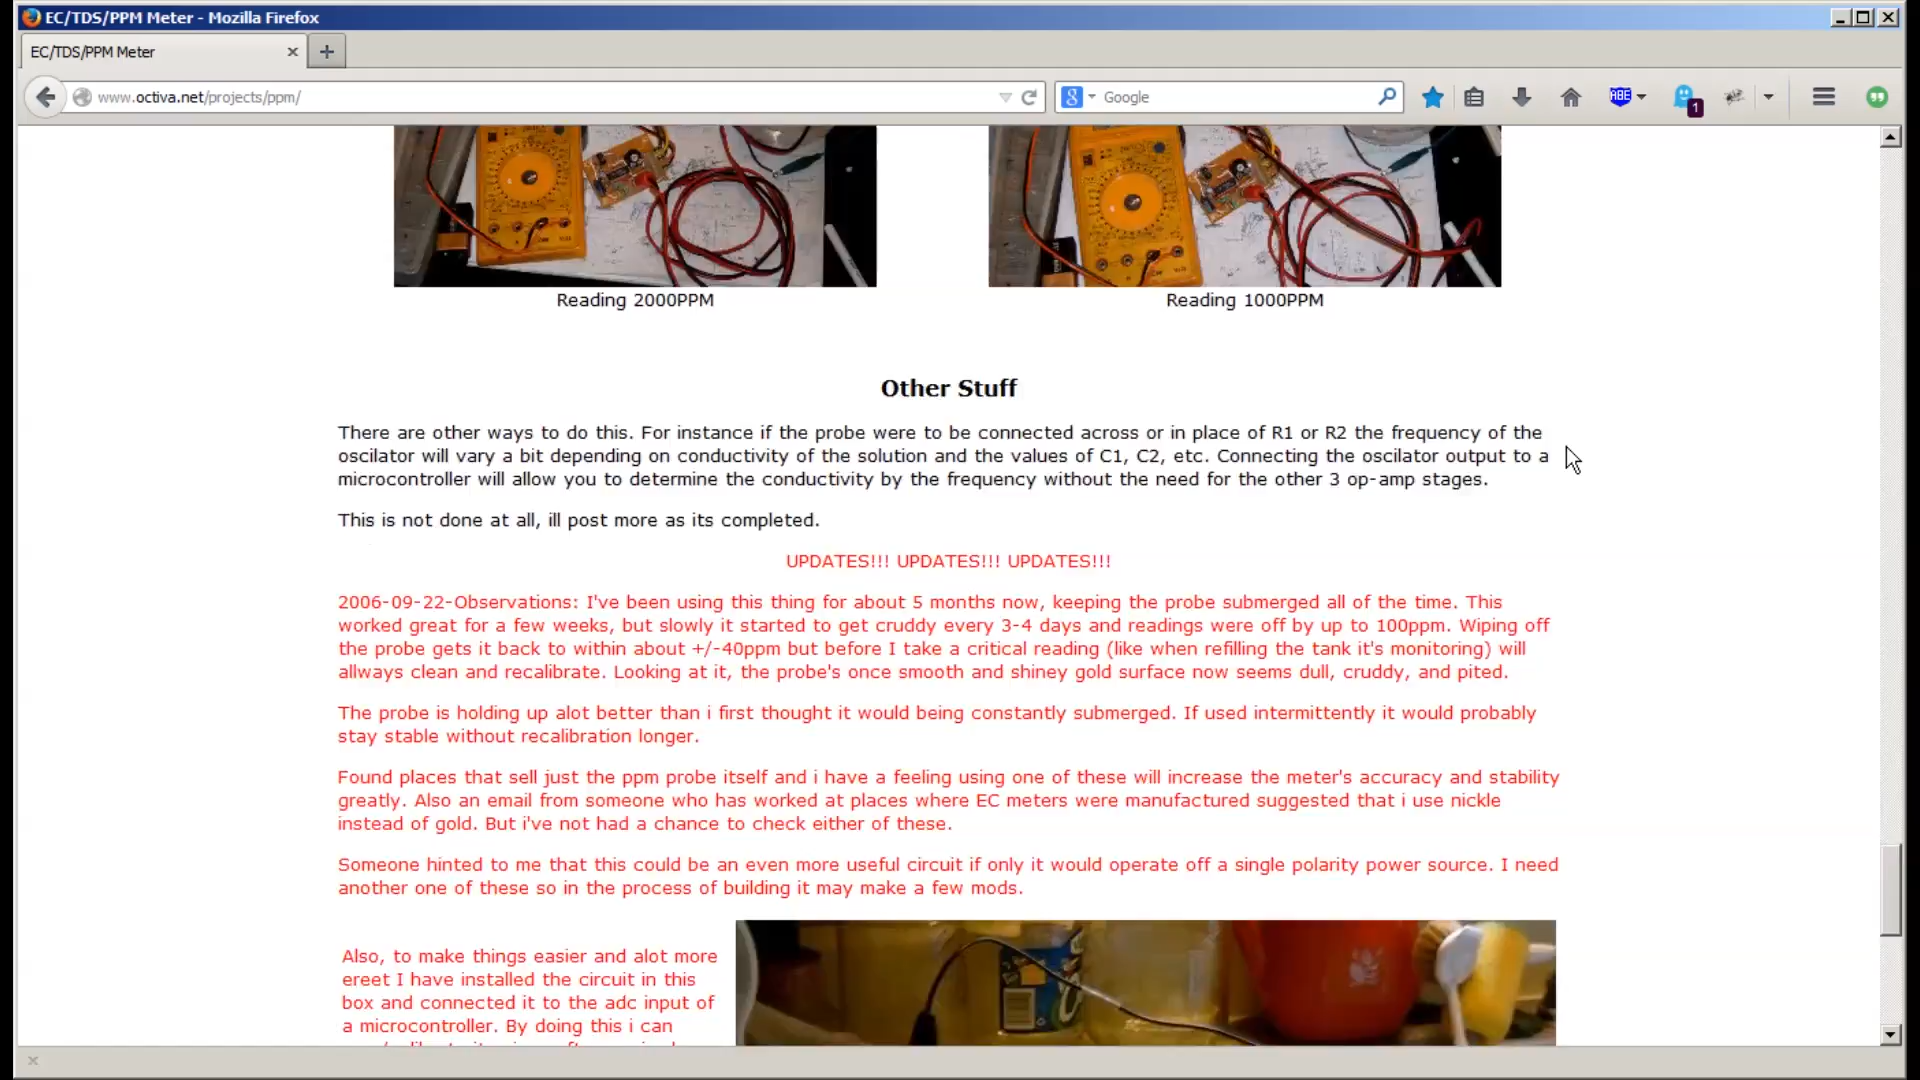 EC/TDS/PPM Meter - Mozilla Firefox
EC/TDS/PPM Meter
www.octiva.net/projects/ppm/
Google
ABE
1
Reading 2000PPM
Reading 1000PPM
Other Stuff
There are other ways to do this. For instance if the probe were to be connected across or in place of R1 or R2 the frequency of the
oscilator will vary a bit depending on conductivity of the solution and the values of C1, C2, etc. Connecting the oscilator output to a
microcontroller will allow you to determine the conductivity by the frequency without the need for the other 3 op-amp stages.
This is not done at all, ill post more as its completed.
UPDATES!!! UPDATES!!! UPDATES!!!
2006-09-22-Observations: I've been using this thing for about 5 months now, keeping the probe submerged all of the time. This
worked great for a few weeks, but slowly it started to get cruddy every 3-4 days and readings were off by up to 100ppm. Wiping off
the probe gets it back to within about +/-40ppm but before I take a critical reading (like when refilling the tank it's monitoring) will
allways clean and recalibrate. Looking at it, the probe's once smooth and shiney gold surface now seems dull, cruddy, and pited.
The probe is holding up alot better than i first thought it would being constantly submerged. If used intermittently it would probably
stay stable without recalibration longer.
Found places that sell just the ppm probe itself and i have a feeling using one of these will increase the meter's accuracy and stability
greatly. Also an email from someone who has worked at places where EC meters were manufactured suggested that i use nickle
instead of gold. But i've not had a chance to check either of these.
Someone hinted to me that this could be an even more useful circuit if only it would operate off a single polarity power source. I need
another one of these so in the process of building it may make a few mods.
Also, to make things easier and alot more
ereet I have installed the circuit in this
box and connected it to the adc input of
a microcontroller. By doing this i can